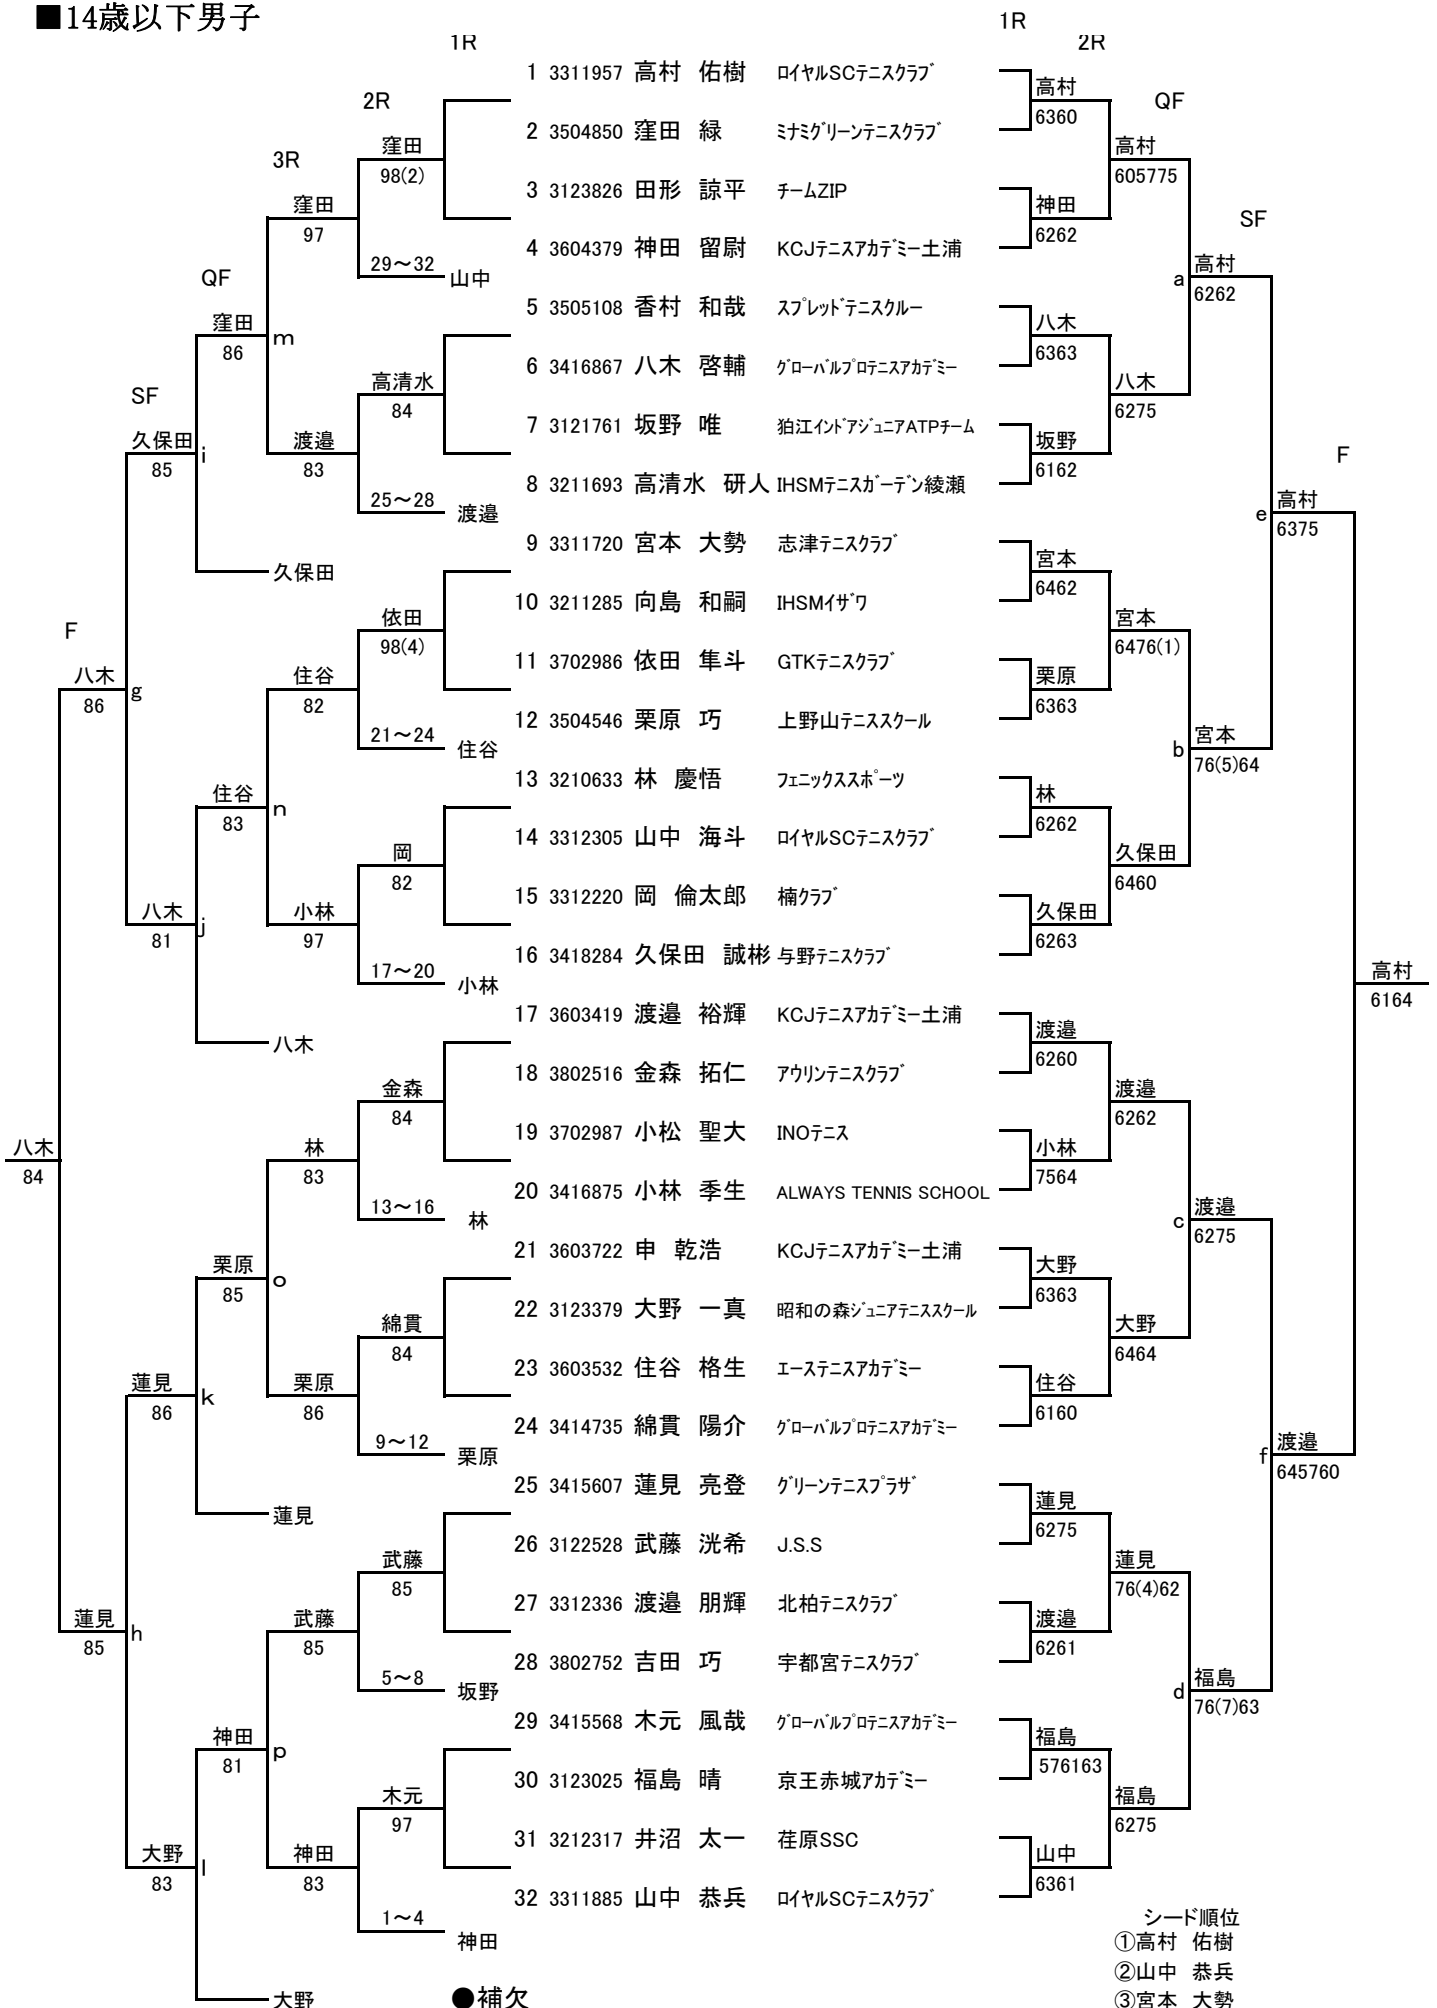 ■14歳以下男子
1R
2R
3R
QF
SF
F
1R
2R
QF
SF
F
1 3311957 高村 佑樹 ロイヤルSCテニスクラブ
2 3504850 窪田 緑 ミナミグリーンテニスクラブ
3 3123826 田形 諒平 チームZIP
4 3604379 神田 留尉 KCJテニスアカデミー土浦
5 3505108 香村 和哉 スプレッドテニスクルー
6 3416867 八木 啓輔 グローバルプロテニスアカデミー
7 3121761 坂野 唯 狛江インドアジュニアATPチーム
8 3211693 高清水 研人 IHSMテニスガーデン綾瀬
9 3311720 宮本 大勢 志津テニスクラブ
10 3211285 向島 和嗣 IHSMイザワ
11 3702986 依田 隼斗 GTKテニスクラブ
12 3504546 栗原 巧 上野山テニススクール
13 3210633 林 慶悟 フェニックススポーツ
14 3312305 山中 海斗 ロイヤルSCテニスクラブ
15 3312220 岡 倫太郎 楠クラブ
16 3418284 久保田 誠彬 与野テニスクラブ
17 3603419 渡邉 裕輝 KCJテニスアカデミー土浦
18 3802516 金森 拓仁 アウリンテニスクラブ
19 3702987 小松 聖大 INOテニス
20 3416875 小林 季生 ALWAYS TENNIS SCHOOL
21 3603722 申 乾浩 KCJテニスアカデミー土浦
22 3123379 大野 一真 昭和の森ジュニアテニススクール
23 3603532 住谷 格生 エーステニスアカデミー
24 3414735 綿貫 陽介 グローバルプロテニスアカデミー
25 3415607 蓮見 亮登 グリーンテニスプラザ
26 3122528 武藤 洸希 J.S.S
27 3312336 渡邉 朋輝 北柏テニスクラブ
28 3802752 吉田 巧 宇都宮テニスクラブ
29 3415568 木元 風哉 グローバルプロテニスアカデミー
30 3123025 福島 晴 京王赤城アカデミー
31 3212317 井沼 太一 荏原SSC
32 3311885 山中 恭兵 ロイヤルSCテニスクラブ
高村
6360
神田
6262
八木
6363
坂野
6162
宮本
6462
栗原
6363
林
6262
久保田
6263
渡邉
6260
小林
7564
大野
6363
住谷
6160
蓮見
6275
渡邉
6261
福島
576163
山中
6361
高村
605775
八木
6275
宮本
6476(1)
久保田
6460
渡邉
6262
大野
6464
蓮見
76(4)62
福島
6275
a
高村
6262
b
宮本
76(5)64
c
渡邉
6275
d
福島
76(7)63
e
高村
6375
f
渡邉
645760
高村
6164
窪田
98(2)
29~32
山中
高清水
84
25~28
渡邉
依田
98(4)
21~24
住谷
岡
82
17~20
小林
金森
84
13~16
林
綿貫
84
9~12
栗原
武藤
85
5~8
坂野
木元
97
1~4
神田
窪田
97
渡邉
83
住谷
82
小林
97
林
83
栗原
86
武藤
85
神田
83
窪田
86
m
久保田
住谷
83
n
八木
栗原
85
o
蓮見
神田
81
p
大野
久保田
85
i
八木
81
j
蓮見
86
k
大野
83
l
八木
86
g
蓮見
85
h
八木
84
シード順位
①高村 佑樹
②山中 恭兵
③宮本 大勢
●補欠